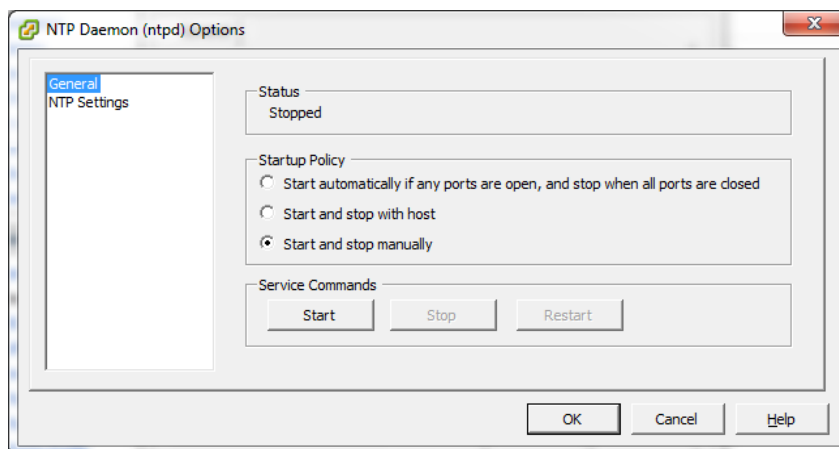 NTP Daemon (ntpd) Options
General
NTP Settings
Status
Stopped
Startup Policy
Start automatically if any ports are open, and stop when all ports are closed
Start and stop with host
Start and stop manually
Service Commands
Start
Stop
Restart
OK
Cancel
Help